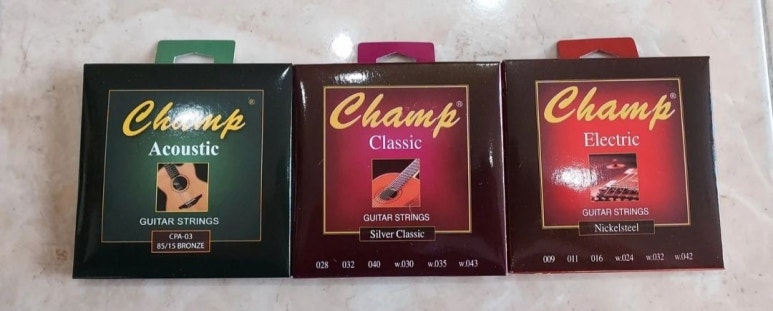 Champ®
Acoustic
GUITAR STRINGS
CPA-03
85/15 BRONZE
Champ®
Classic
GUITAR STRINGS
Silver Classic
028 032 040 w.030 w.035 w.043
Champ®
Electric
GUITAR STRINGS
Nickelsteel
009 011 016 w.024 w.032 w.042